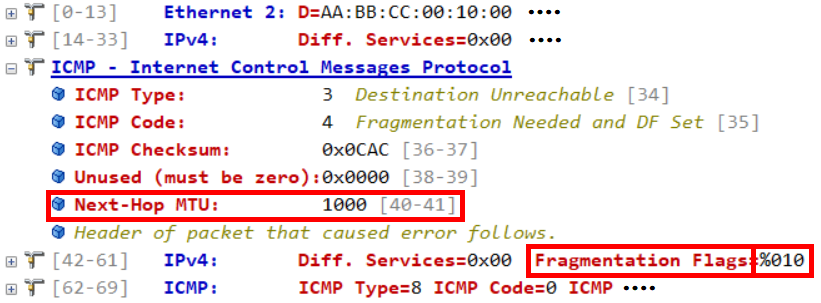 [0-13] Ethernet 2: D=AA:BB:CC:00:10:00 ····
[14-33] IPv4: Diff. Services=0x00 ····
ICMP - Internet Control Messages Protocol
ICMP Type: 3 Destination Unreachable [34]
ICMP Code: 4 Fragmentation Needed and DF Set [35]
ICMP Checksum: 0x0CAC [36-37]
Unused (must be zero):0x0000 [38-39]
Next-Hop MTU: 1000 [40-41]
Header of packet that caused error follows.
[42-61] IPv4: Diff. Services=0x00 Fragmentation Flags=%010
[62-69] ICMP: ICMP Type=8 ICMP Code=0 ICMP ····